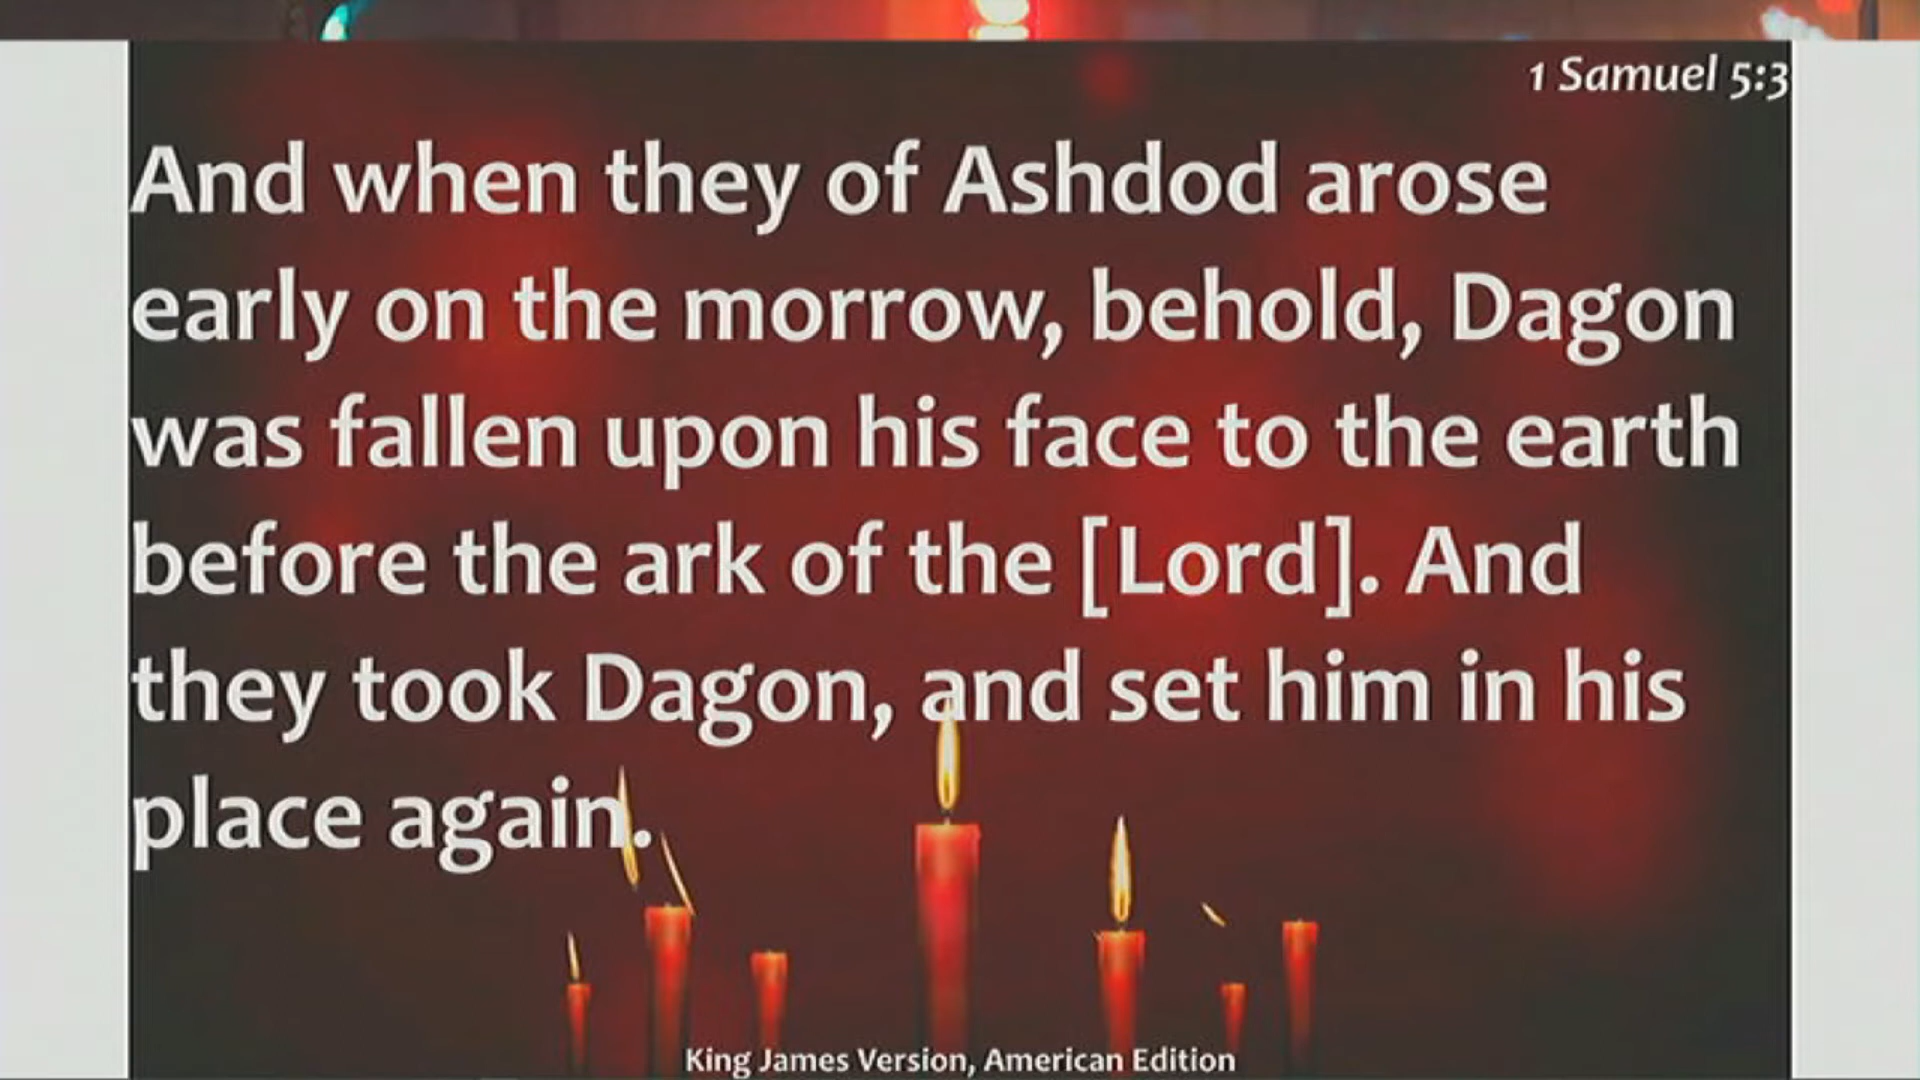 1 Samuel 5:3
And when they of Ashdod arose
early on the morrow, behold, Dagon
was fallen upon his face to the earth
before the ark of the [Lord]. And
they took Dagon, and set him in his
place again.
King James Version, American Edition